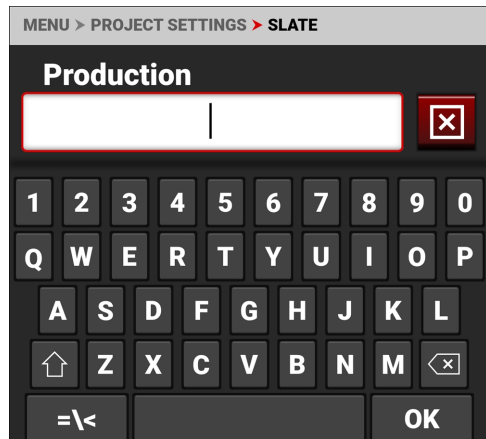 MENU > PROJECT SETTINGS > SLATE
Production
1 2 3 4 5 6 7 8 9 0
Q W E R T Y U I O P
A S D F G H J K L
Z X C V B N M
=\< OK